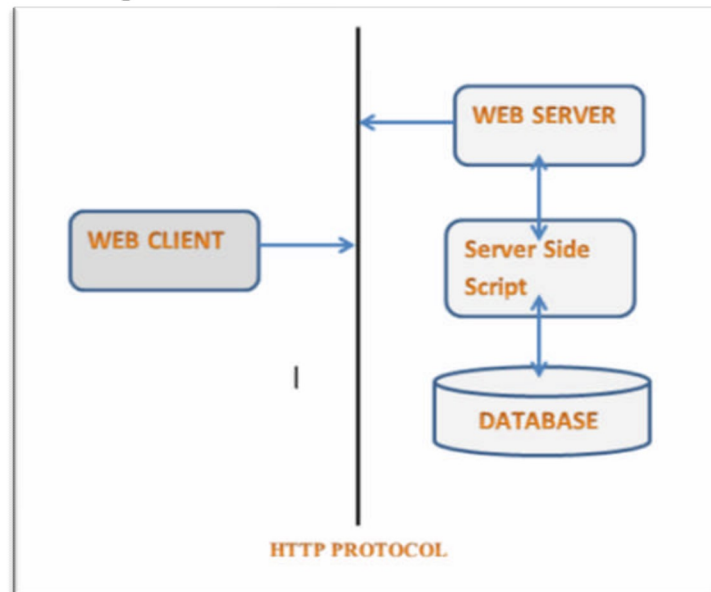 WEB SERVER
WEB CLIENT
Server Side
Script
DATABASE
HTTP PROTOCOL